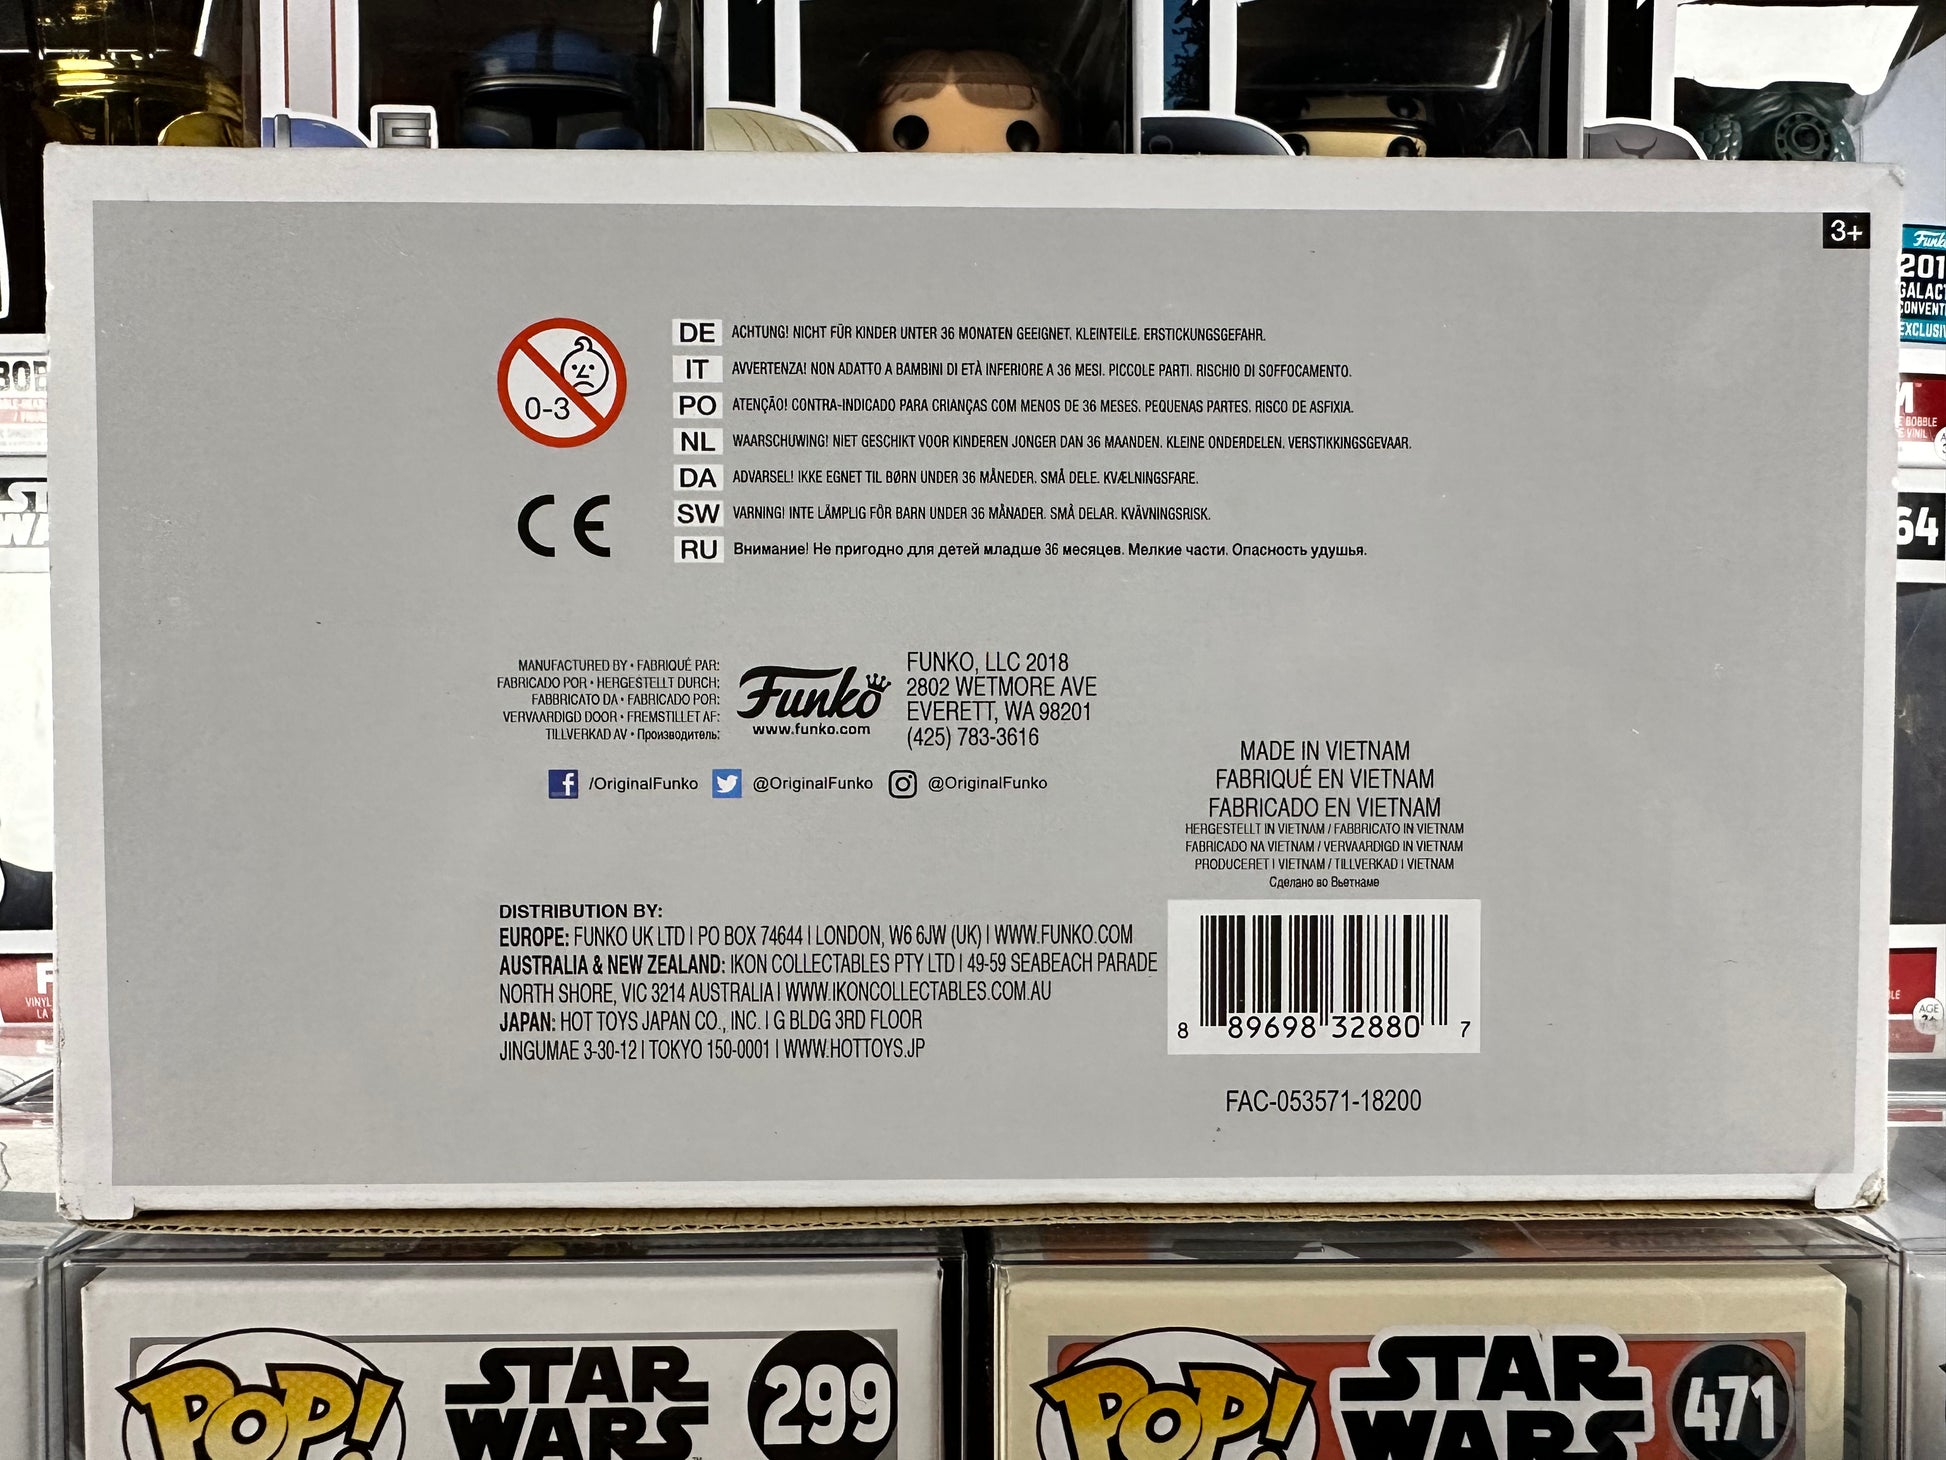 3+
0-3
CE
DE ACHTUNG! NICHT FÜR KINDER UNTER 36 MONATEN GEEIGNET. KLEINTEILE. ERSTICKUNGSGEFAHR.
IT AVVERTENZA! NON ADATTO A BAMBINI DI ETÀ INFERIORE A 36 MESI. PICCOLE PARTI. RISCHIO DI SOFFOCAMENTO.
PO ATENÇÃO! CONTRA-INDICADO PARA CRIANÇAS COM MENOS DE 36 MESES. PEQUENAS PARTES. RISCO DE ASFIXIA.
NL WAARSCHUWING! NIET GESCHIKT VOOR KINDEREN JONGER DAN 36 MAANDEN. KLEINE ONDERDELEN. VERSTIKKINGSGEVAAR.
DA ADVARSEL! IKKE EGNET TIL BØRN UNDER 36 MÅNEDER. SMÅ DELE. KVÆLNINGSFARE.
SW VARNING! INTE LÄMPLIG FÖR BARN UNDER 36 MÅNADER. SMÅ DELAR. KVÄVNINGSRISK.
RU Внимание! Не пригодно для детей младше 36 месяцев. Мелкие части. Опасность удушья.
MANUFACTURED BY • FABRIQUÉ PAR:
FABRICADO POR • HERGESTELLT DURCH:
FABBRICATO DA • FABRICADO POR:
VERVAARDIGD DOOR • FREMSTILLET AF:
TILLVERKAD AV • Производитель:
Funko
www.funko.com
FUNKO, LLC 2018
2802 WETMORE AVE
EVERETT, WA 98201
(425) 783-3616
/OriginalFunko @OriginalFunko @OriginalFunko
MADE IN VIETNAM
FABRIQUÉ EN VIETNAM
FABRICADO EN VIETNAM
HERGESTELLT IN VIETNAM / FABBRICATO IN VIETNAM
FABRICADO NA VIETNAM / VERVAARDIGD IN VIETNAM
PRODUCERET I VIETNAM / TILLVERKAD I VIETNAM
Сделано во Вьетнаме
DISTRIBUTION BY:
EUROPE: FUNKO UK LTD | PO BOX 74644 | LONDON, W6 6JW (UK) | WWW.FUNKO.COM
AUSTRALIA & NEW ZEALAND: IKON COLLECTABLES PTY LTD | 49-59 SEABEACH PARADE
NORTH SHORE, VIC 3214 AUSTRALIA | WWW.IKONCOLLECTABLES.COM.AU
JAPAN: HOT TOYS JAPAN CO., INC. | G BLDG 3RD FLOOR
JINGUMAE 3-30-12 | TOKYO 150-0001 | WWW.HOTTOYS.JP
8 89698 32880 7
FAC-053571-18200
Funko
201
EXCLUSI
BOBBLE
64
VINYL
AGE
POP! STAR WARS 299
POP! STAR WARS 471